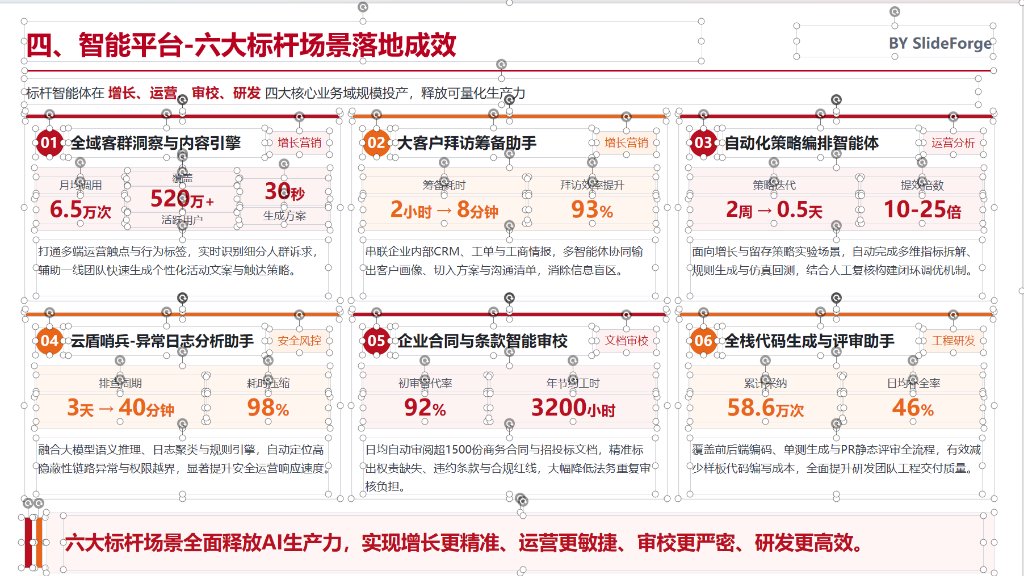 四、智能平台-六大标杆场景落地成效
BY SlideForge
标杆智能体在 增长、运营、审校、研发 四大核心业务域规模投产，释放可量化生产力
01 全域客群洞察与内容引擎 增长营销
月均调用
6.5万次
覆盖
520万+
活跃用户
30秒
生成方案
打通多端运营触点与行为标签，实时识别细分人群诉求，
辅助一线团队快速生成个性化活动文案与触达策略。
02 大客户拜访筹备助手 增长营销
筹备耗时
2小时 → 8分钟
拜访效率提升
93%
串联企业内部CRM、工单与工商情报，多智能体协同输
出客户画像、切入方案与沟通清单，消除信息盲区。
03 自动化策略编排智能体 运营分析
策略迭代
2周 → 0.5天
提效倍数
10-25倍
面向增长与留存策略实验场景，自动完成多维指标拆解、
规则生成与仿真回测，结合人工复核构建闭环调优机制。
04 云盾哨兵-异常日志分析助手 安全风控
排查周期
3天 → 40分钟
耗时压缩
98%
融合大模型语义推理、日志聚类与规则引擎，自动定位高
隐蔽性链路异常与权限越界，显著提升安全运营响应速度。
05 企业合同与条款智能审校 文档审校
初审替代率
92%
年节约工时
3200小时
日均自动审阅超1500份商务合同与招投标文档，精准标
出权责缺失、违约条款与合规红线，大幅降低法务重复审
核负担。
06 全栈代码生成与评审助手 工程研发
累计采纳
58.6万次
日均安全率
46%
覆盖前后端编码、单测生成与PR静态评审全流程，有效减
少样板代码编写成本，全面提升研发团队工程交付质量。
六大标杆场景全面释放AI生产力，实现增长更精准、运营更敏捷、审校更严密、研发更高效。